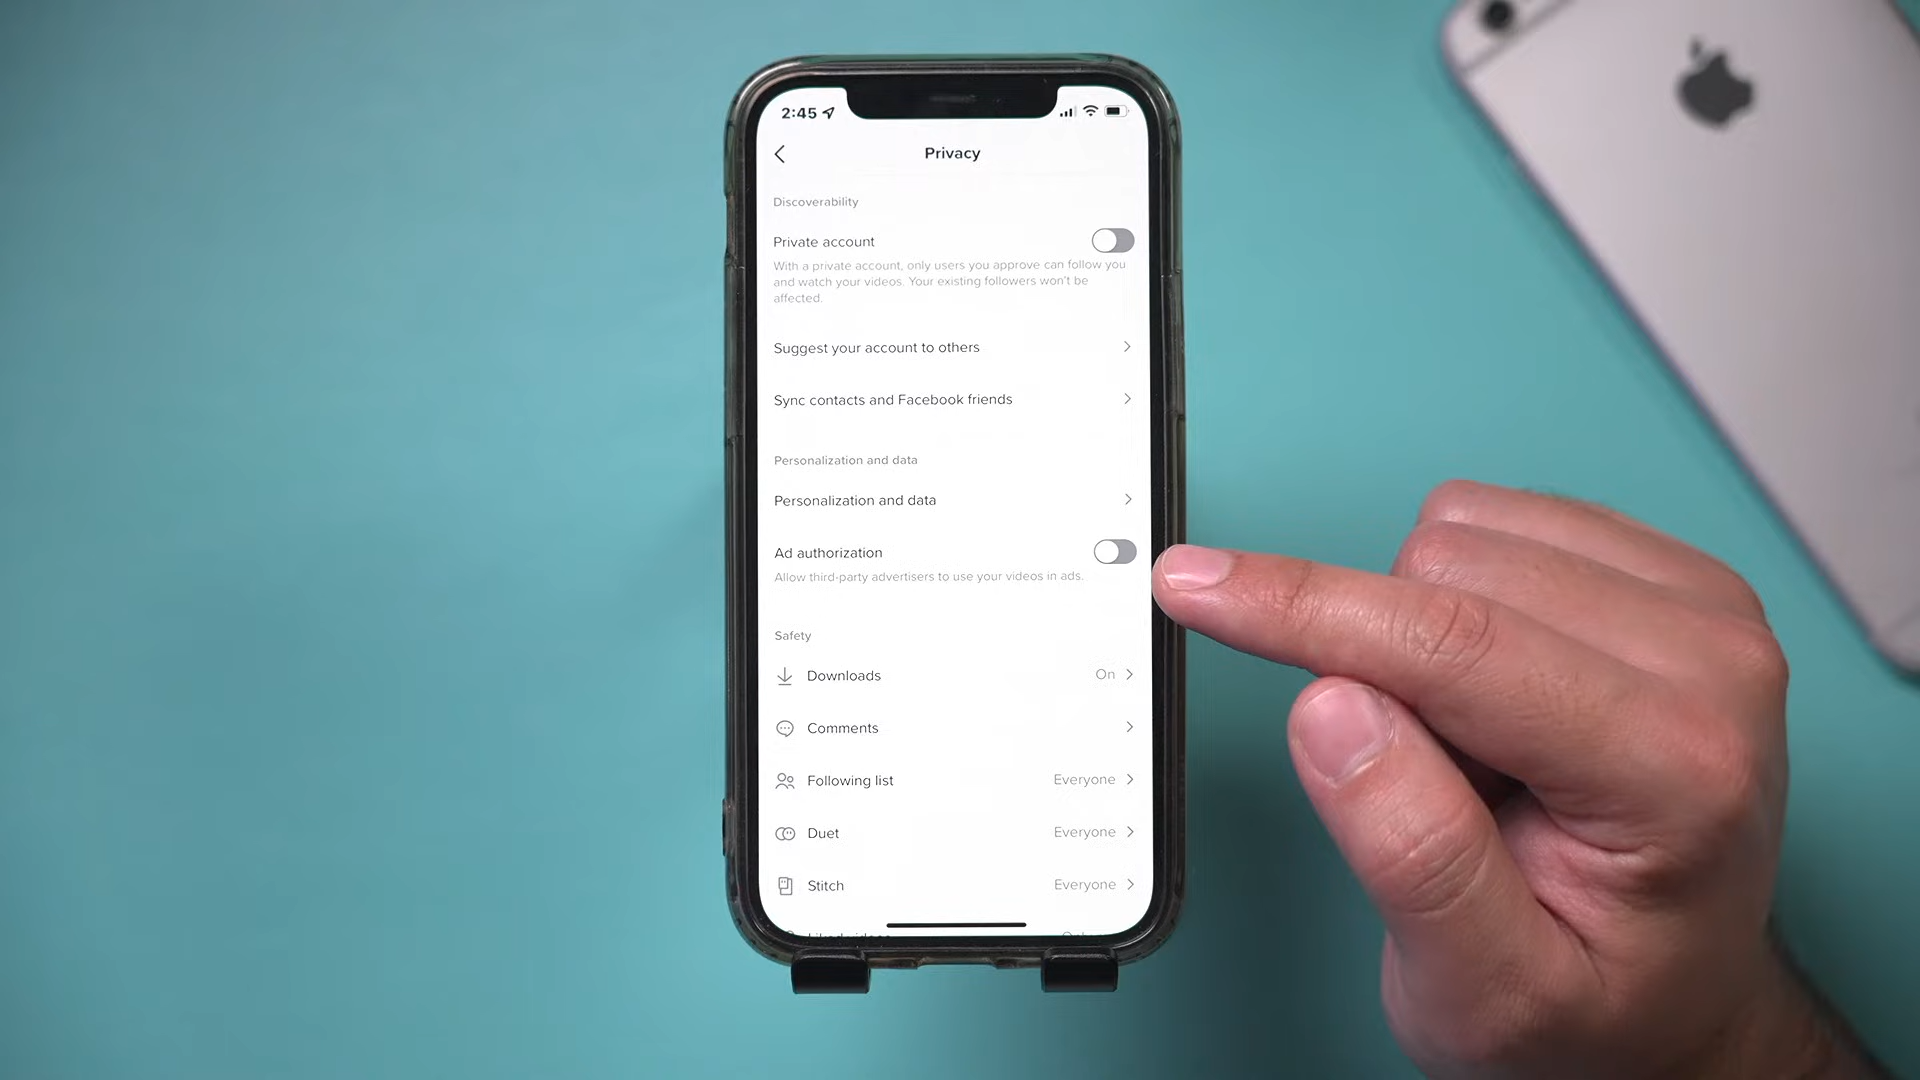 2:45
Privacy
Discoverability
Private account
With a private account, only users you approve can follow you
and watch your videos. Your existing followers won't be
affected.
Suggest your account to others
Sync contacts and Facebook friends
Personalization and data
Personalization and data
Ad authorization
Allow third-party advertisers to use your videos in ads.
Safety
Downloads On
Comments
Following list Everyone
Duet Everyone
Stitch Everyone